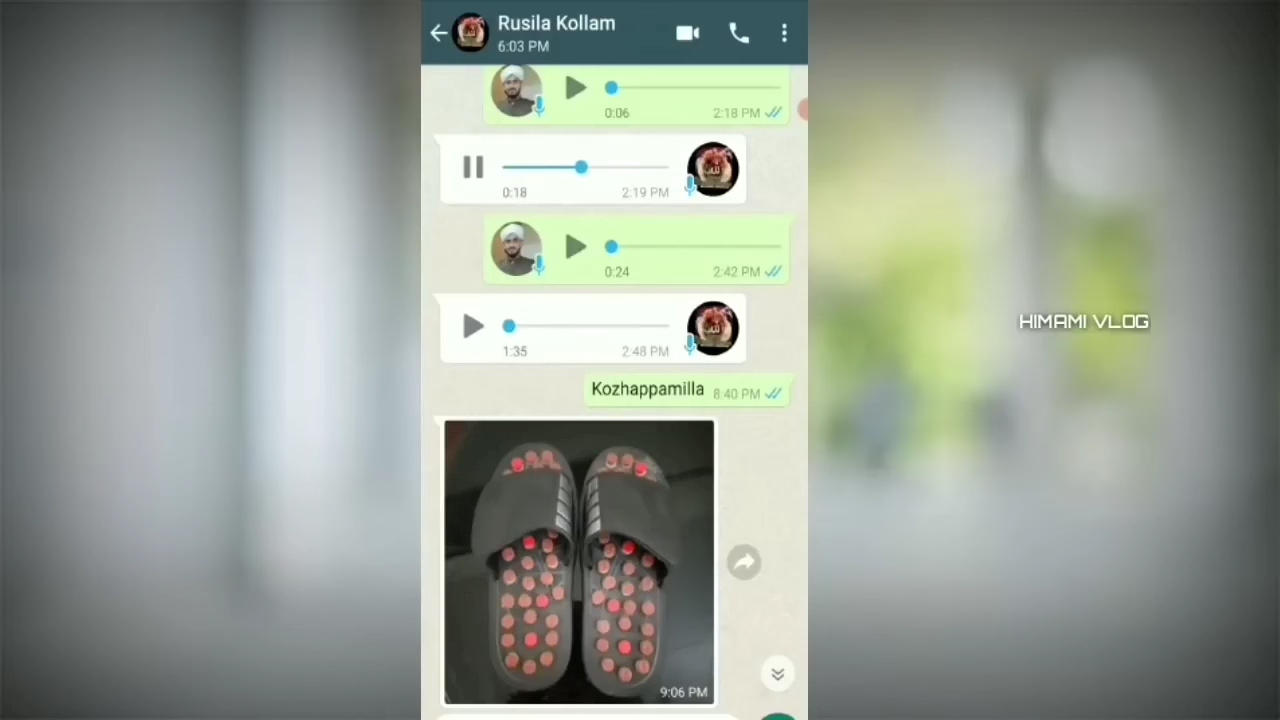 Rusila Kollam
6:03 PM
0:06 2:18 PM
0:18 2:19 PM
0:24 2:42 PM
HIMAMI VLOG
1:35 2:48 PM
Kozhappamilla 8:40 PM
9:06 PM